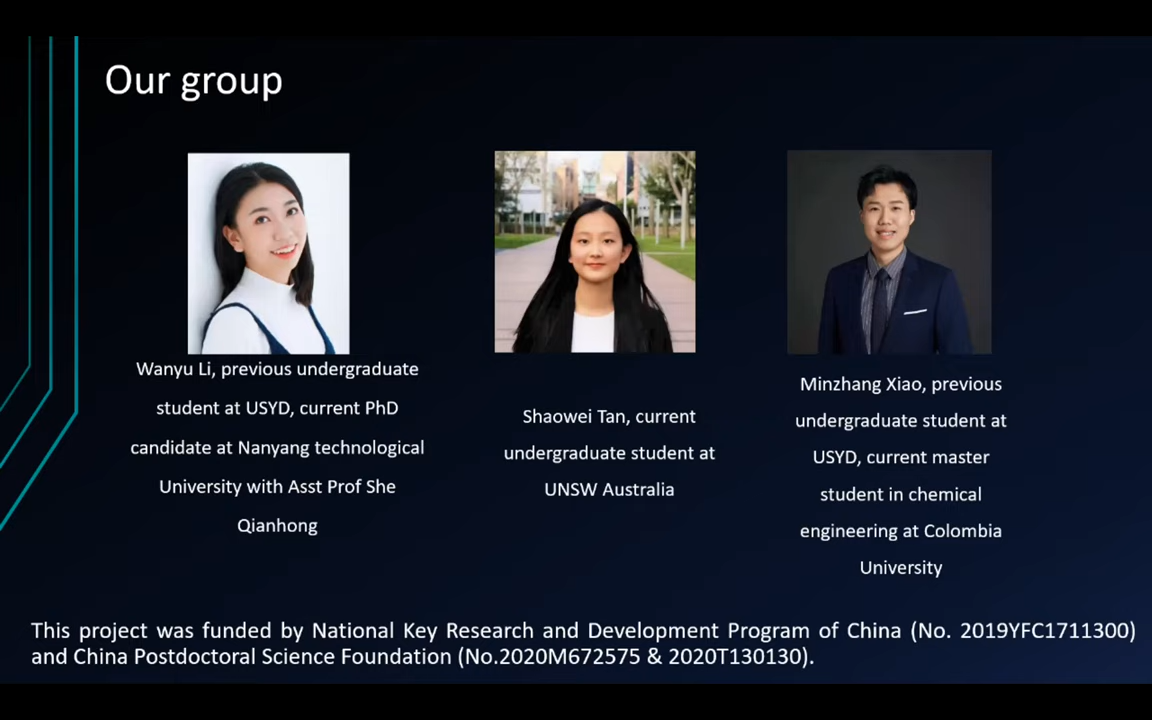 Our group
Wanyu Li, previous undergraduate
student at USYD, current PhD
candidate at Nanyang technological
University with Asst Prof She
Qianhong
Shaowei Tan, current
undergraduate student at
UNSW Australia
Minzhang Xiao, previous
undergraduate student at
USYD, current master
student in chemical
engineering at Colombia
University
This project was funded by National Key Research and Development Program of China (No. 2019YFC1711300)
and China Postdoctoral Science Foundation (No.2020M672575 & 2020T130130).